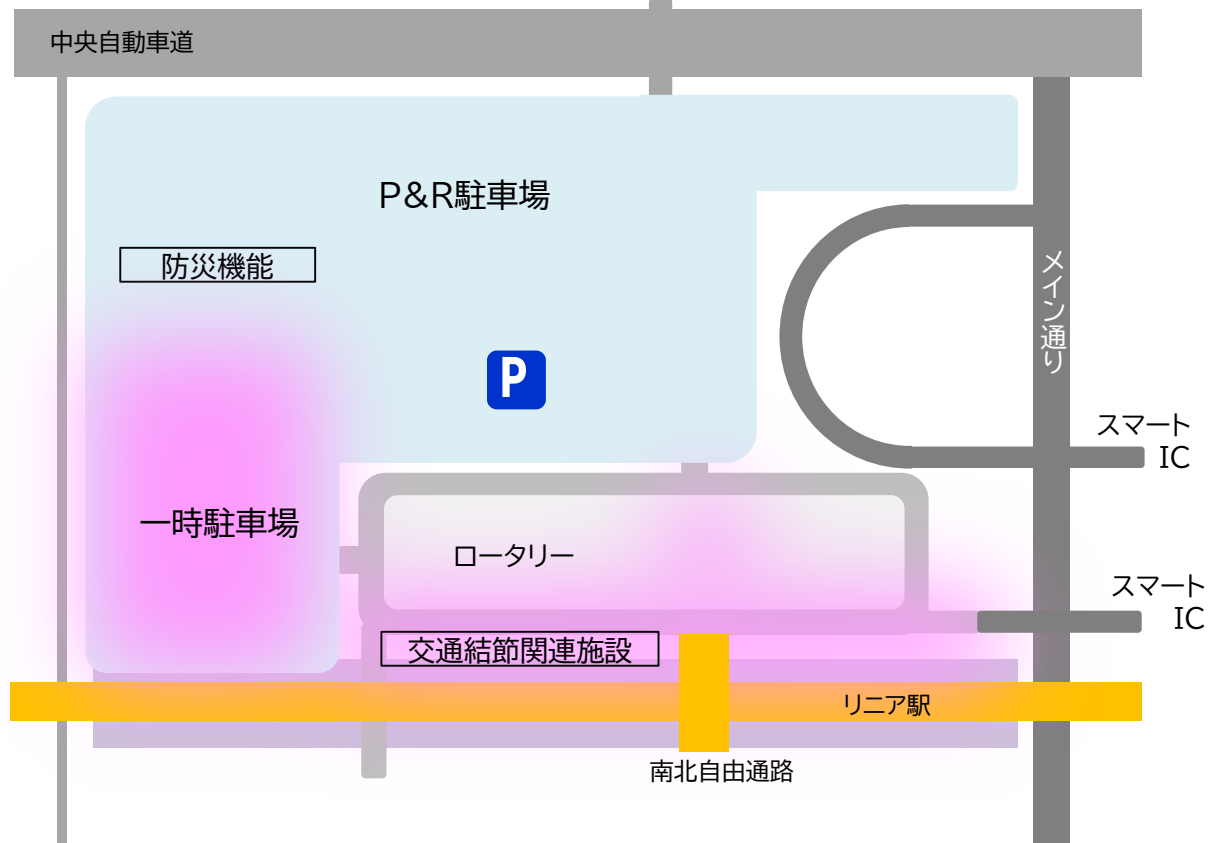 中央自動車道
P&R駐車場
防災機能
メイン通り
P
スマート
IC
一時駐車場
ロータリー
スマート
IC
交通結節関連施設
リニア駅
南北自由通路